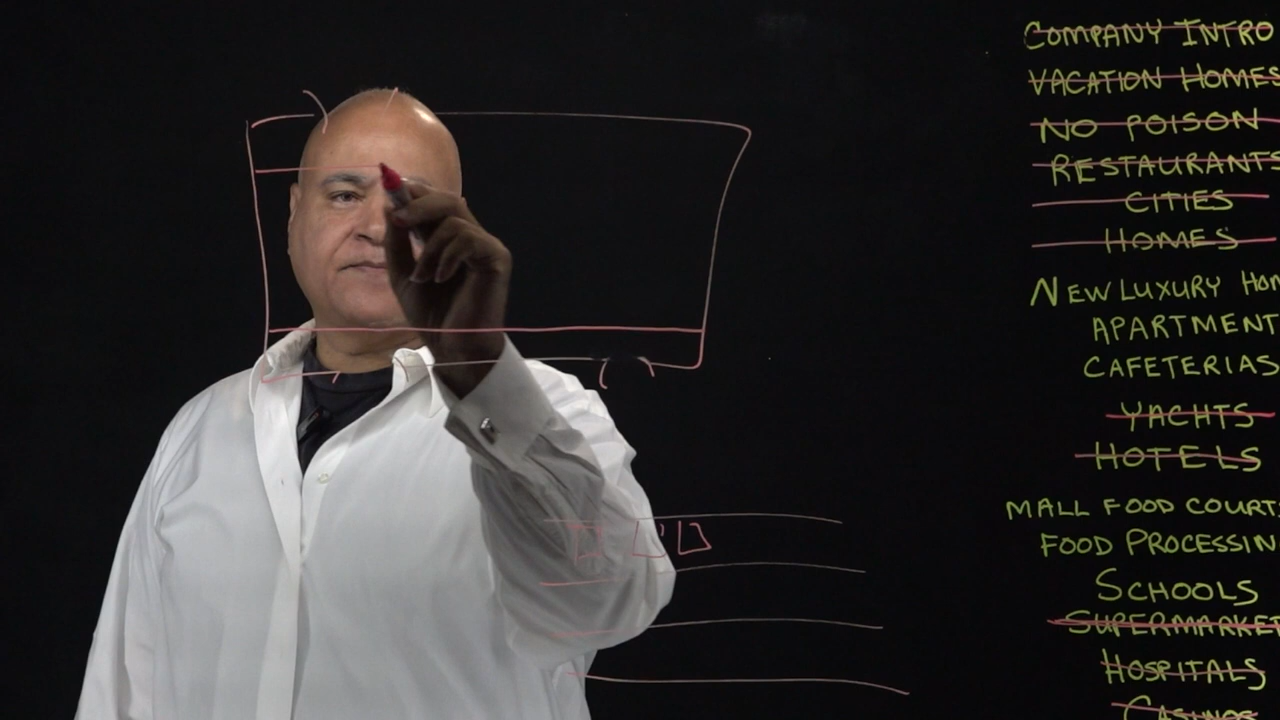 COMPANY INTRO
VACATION HOMES
NO POISON
RESTAURANTS
CITIES
HOMES
NEW LUXURY HOM
APARTMENT
CAFETERIAS
YACHTS
HOTELS
MALL FOOD COURT
FOOD PROCESSIN
SCHOOLS
SUPERMARKET
HOSPITALS
CASINOS